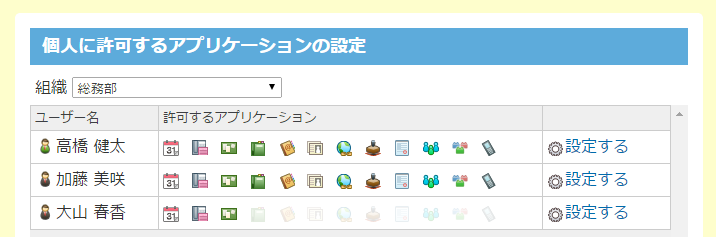 個人に許可するアプリケーションの設定
組織 総務部
ユーザー名 許可するアプリケーション
高橋 健太 31 設定する
加藤 美咲 31 設定する
大山 春香 31 設定する